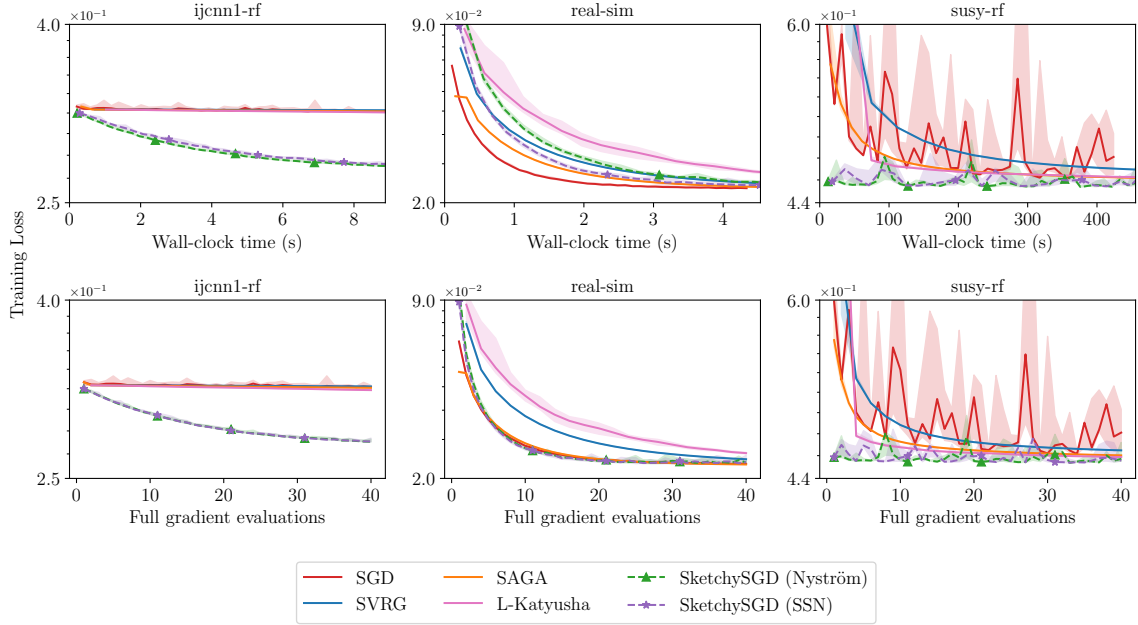 ijcnn1-rf real-sim susy-rf
×10⁻¹ ×10⁻² ×10⁻¹
4.0 9.0 6.0
2.5 2.0 4.4
0 2 4 6 8 0 1 2 3 4 0 100 200 300 400
Wall-clock time (s) Wall-clock time (s) Wall-clock time (s)
Training Loss
ijcnn1-rf real-sim susy-rf
×10⁻¹ ×10⁻² ×10⁻¹
4.0 9.0 6.0
2.5 2.0 4.4
0 10 20 30 40 0 10 20 30 40 0 10 20 30 40
Full gradient evaluations Full gradient evaluations Full gradient evaluations
SGD SAGA SketchySGD (Nyström)
SVRG L-Katyusha SketchySGD (SSN)